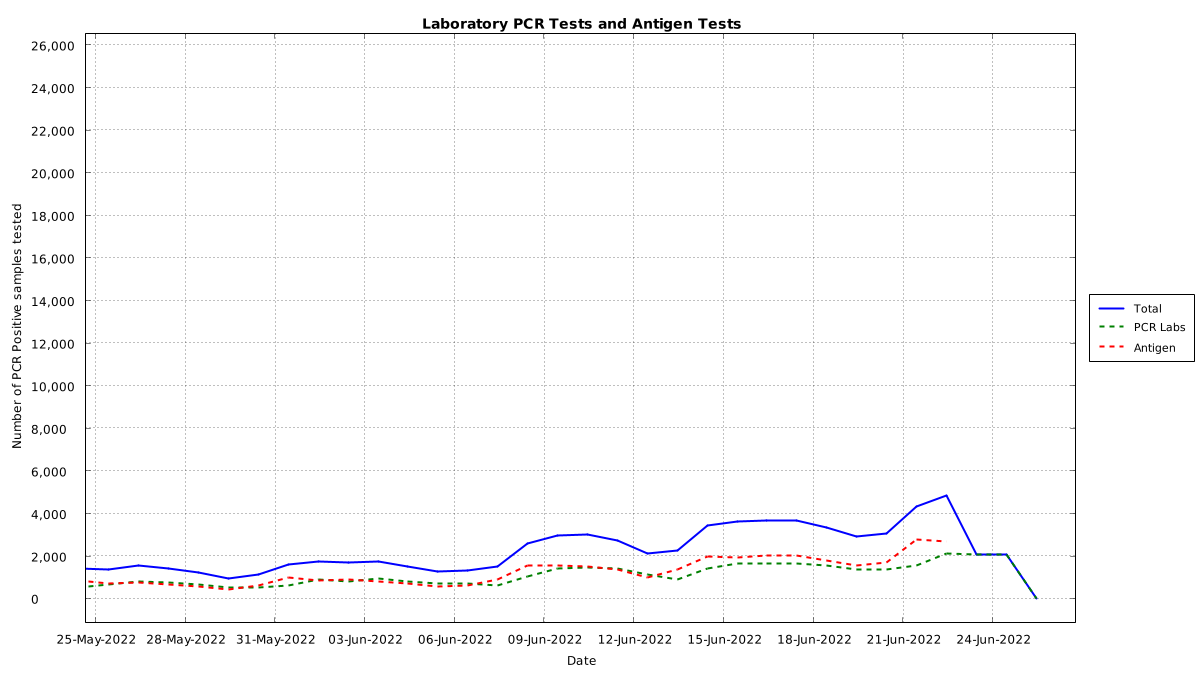 Laboratory PCR Tests and Antigen Tests
Number of PCR Positive samples tested
26,000
24,000
22,000
20,000
18,000
16,000
14,000
12,000
10,000
8,000
6,000
4,000
2,000
0
25-May-2022 28-May-2022 31-May-2022 03-Jun-2022 06-Jun-2022 09-Jun-2022 12-Jun-2022 15-Jun-2022 18-Jun-2022 21-Jun-2022 24-Jun-2022
Date
Total
PCR Labs
Antigen